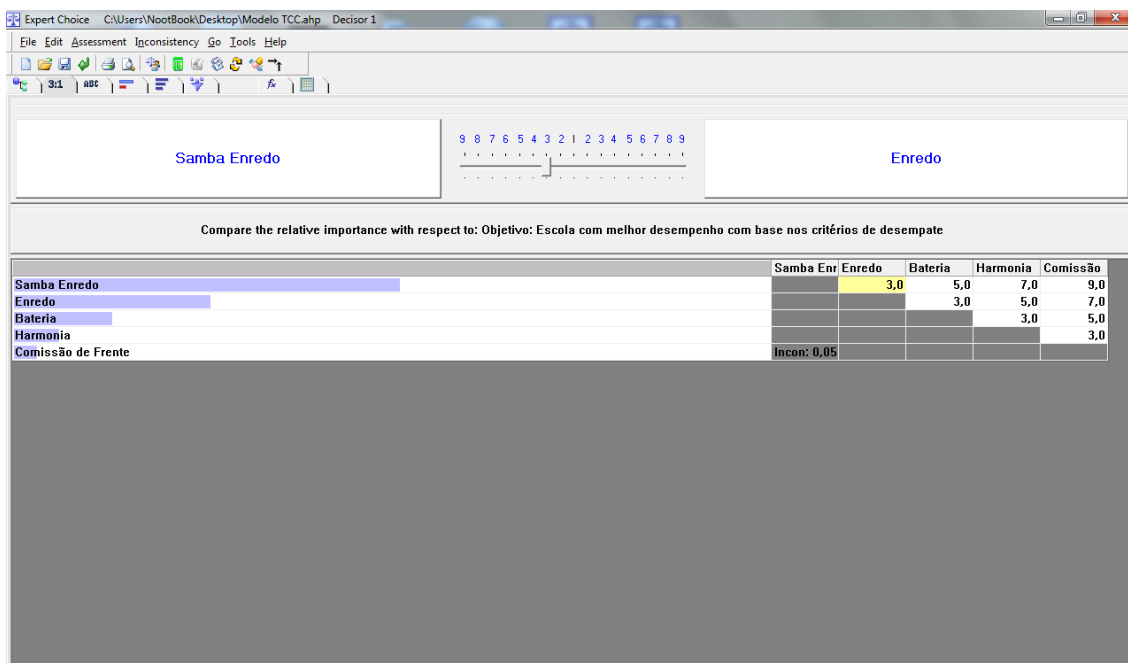 Expert Choice C:\Users\NootBook\Desktop\Modelo TCC.ahp Decisor 1
File Edit Assessment Inconsistency Go Tools Help
3:1 ABC fx
9 8 7 6 5 4 3 2 1 2 3 4 5 6 7 8 9
Samba Enredo Enredo
Compare the relative importance with respect to: Objetivo: Escola com melhor desempenho com base nos critérios de desempate
Samba Enr Enredo Bateria Harmonia Comissão
Samba Enredo 3,0 5,0 7,0 9,0
Enredo 3,0 5,0 7,0
Bateria 3,0 5,0
Harmonia 3,0
Comissão de Frente Incon: 0,05